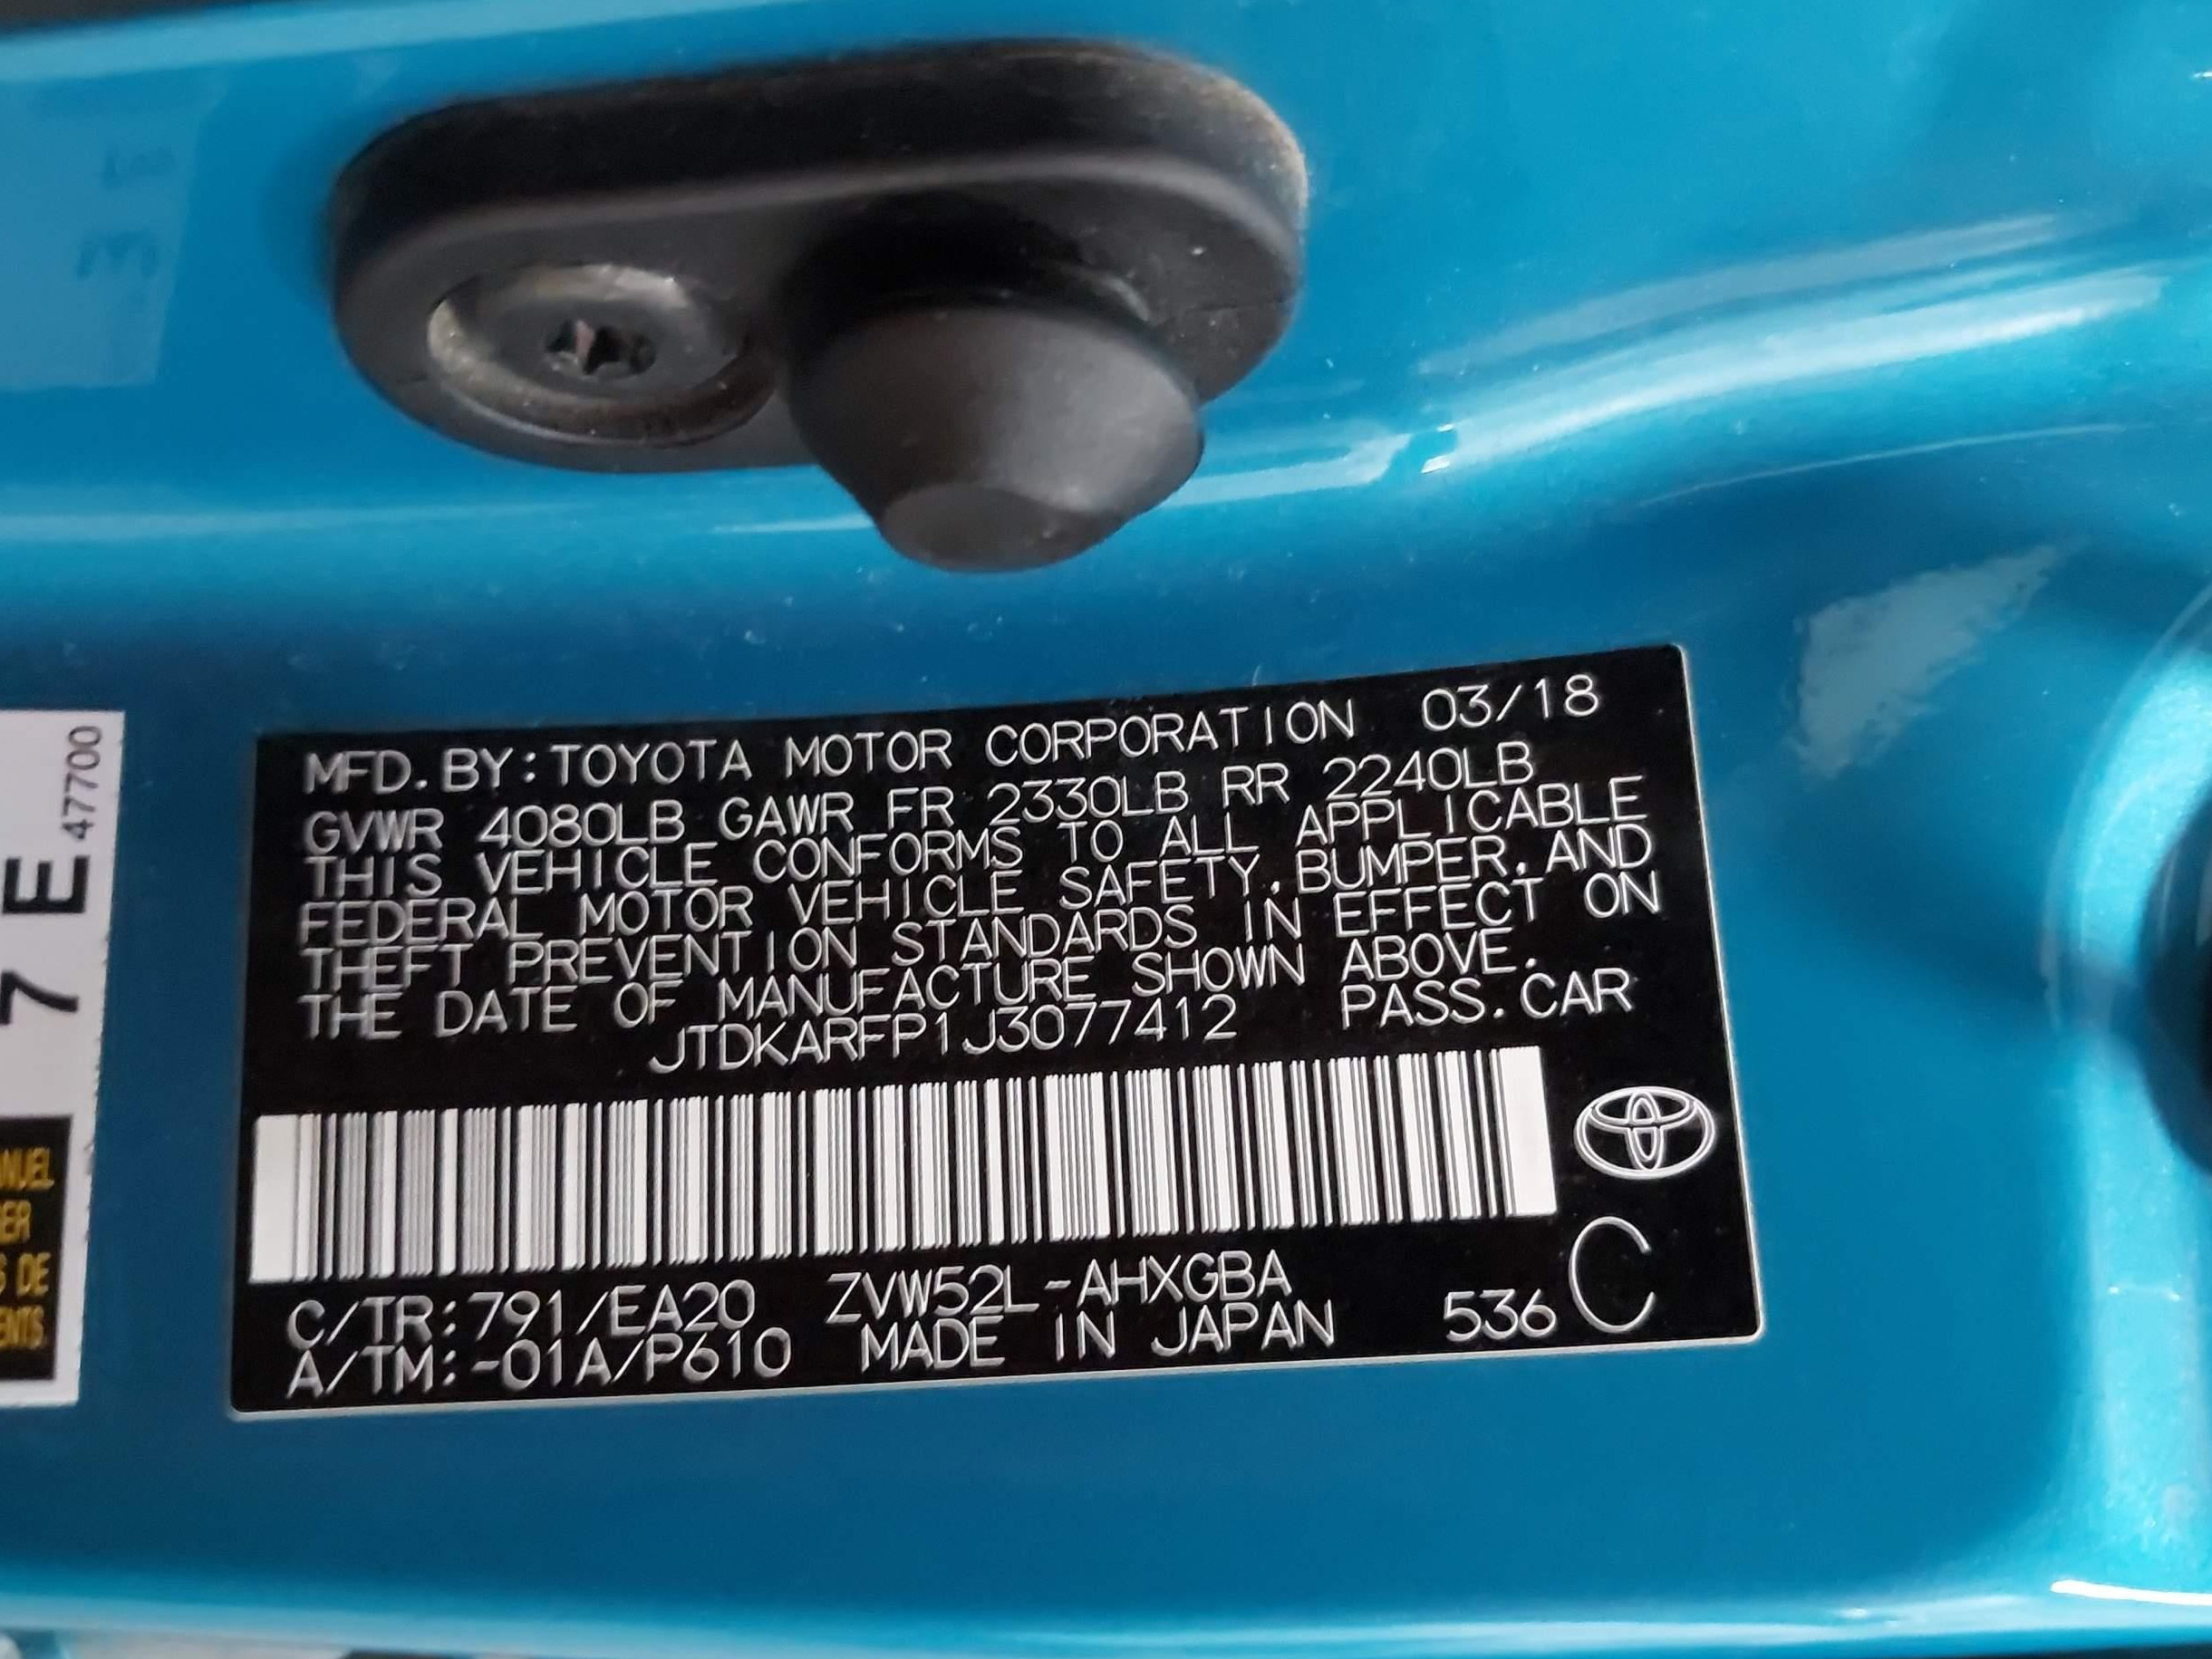 MFD.BY:TOYOTA MOTOR CORPORATION 03/18
GVWR 4080LB GAWR FR 2330LB RR 2240LB
THIS VEHICLE CONFORMS TO ALL APPLICABLE
FEDERAL MOTOR VEHICLE SAFETY,BUMPER,AND
THEFT PREVENTION STANDARDS IN EFFECT ON
THE DATE OF MANUFACTURE SHOWN ABOVE.
JTDKARFP1J3077412 PASS.CAR
C/TR:791/EA20 ZVW52L-AHXGBA
A/TM:-01A/P610 MADE IN JAPAN 536 C
7 E 47700
S DE